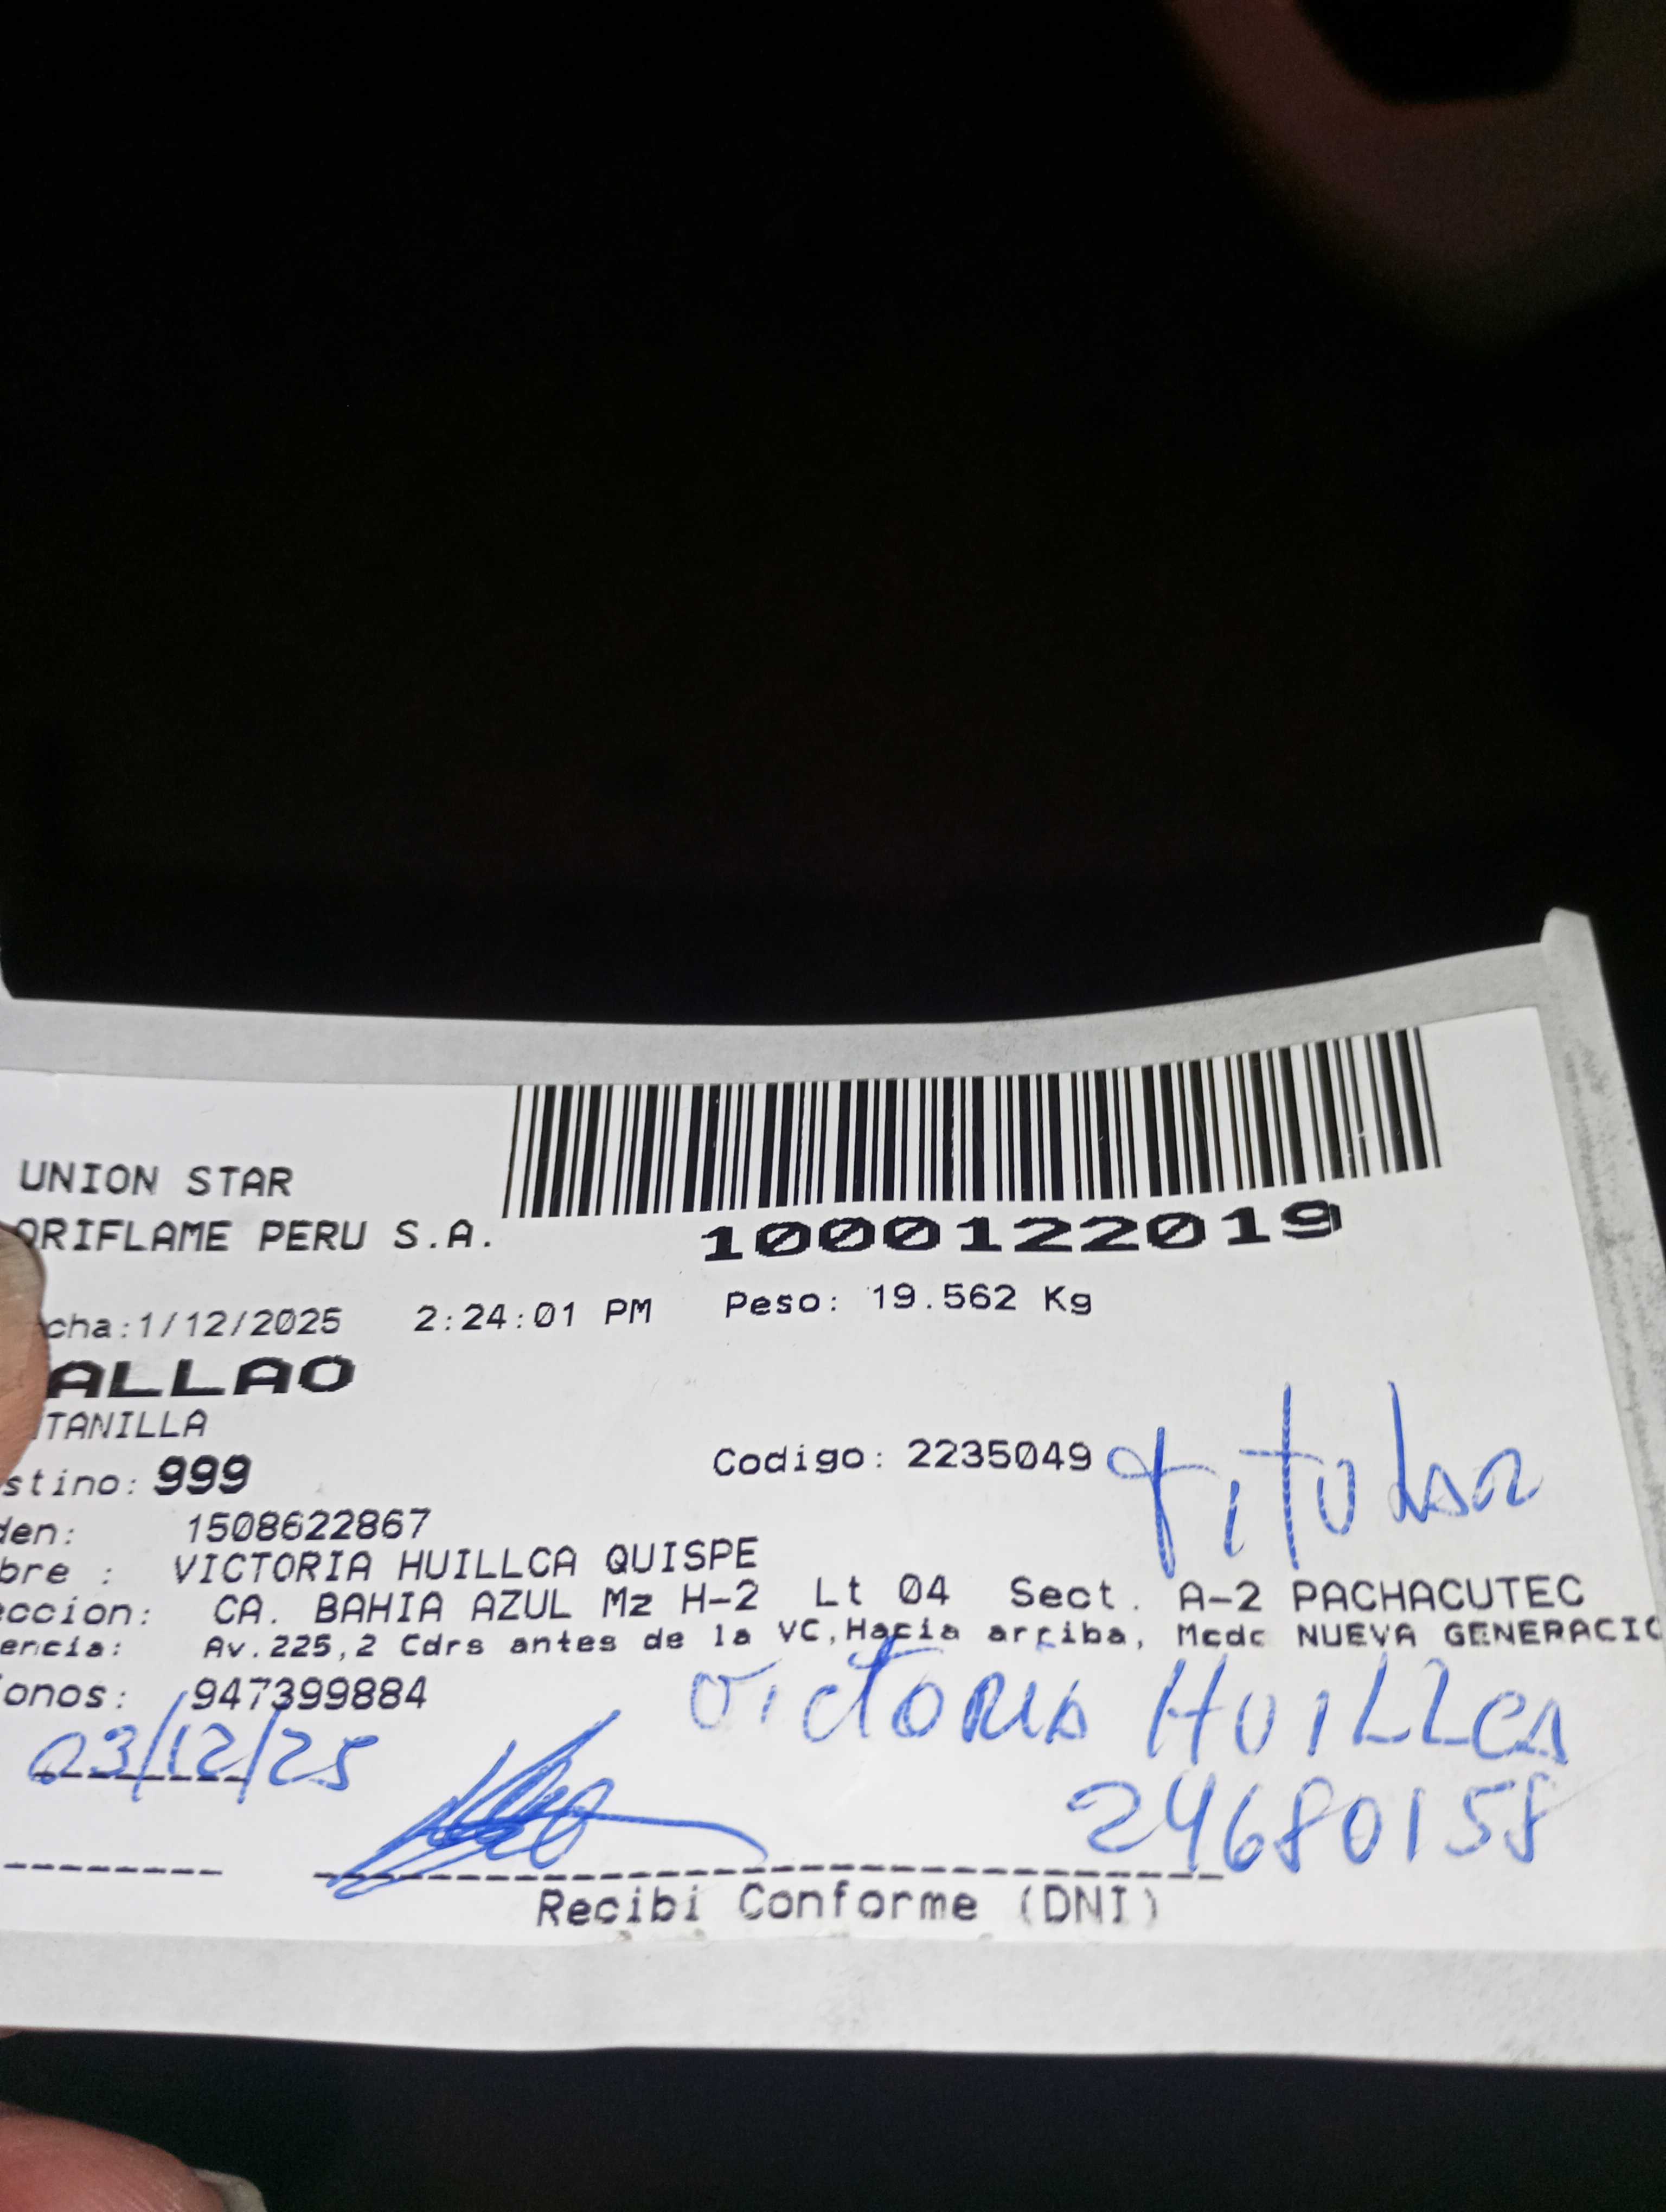 UNION STAR
ORIFLAME PERU S.A.
1000122019
cha:1/12/2025 2:24:01 PM Peso: 19.562 Kg
ALLAO
TANILLA
stino: 999 Codigo: 2235049 titular
den: 1508622867
bre : VICTORIA HUILLCA QUISPE
eccion: CA. BAHIA AZUL Mz H-2 Lt 04 Sect. A-2 PACHACUTEC
encia: Av.225,2 Cdrs antes de la VC,Hacia arriba, Mcdc NUEVA GENERACIO
onos: 947399884 Victoria HUILLCA
03/12/25
24680158
Recibi Conforme (DNI)